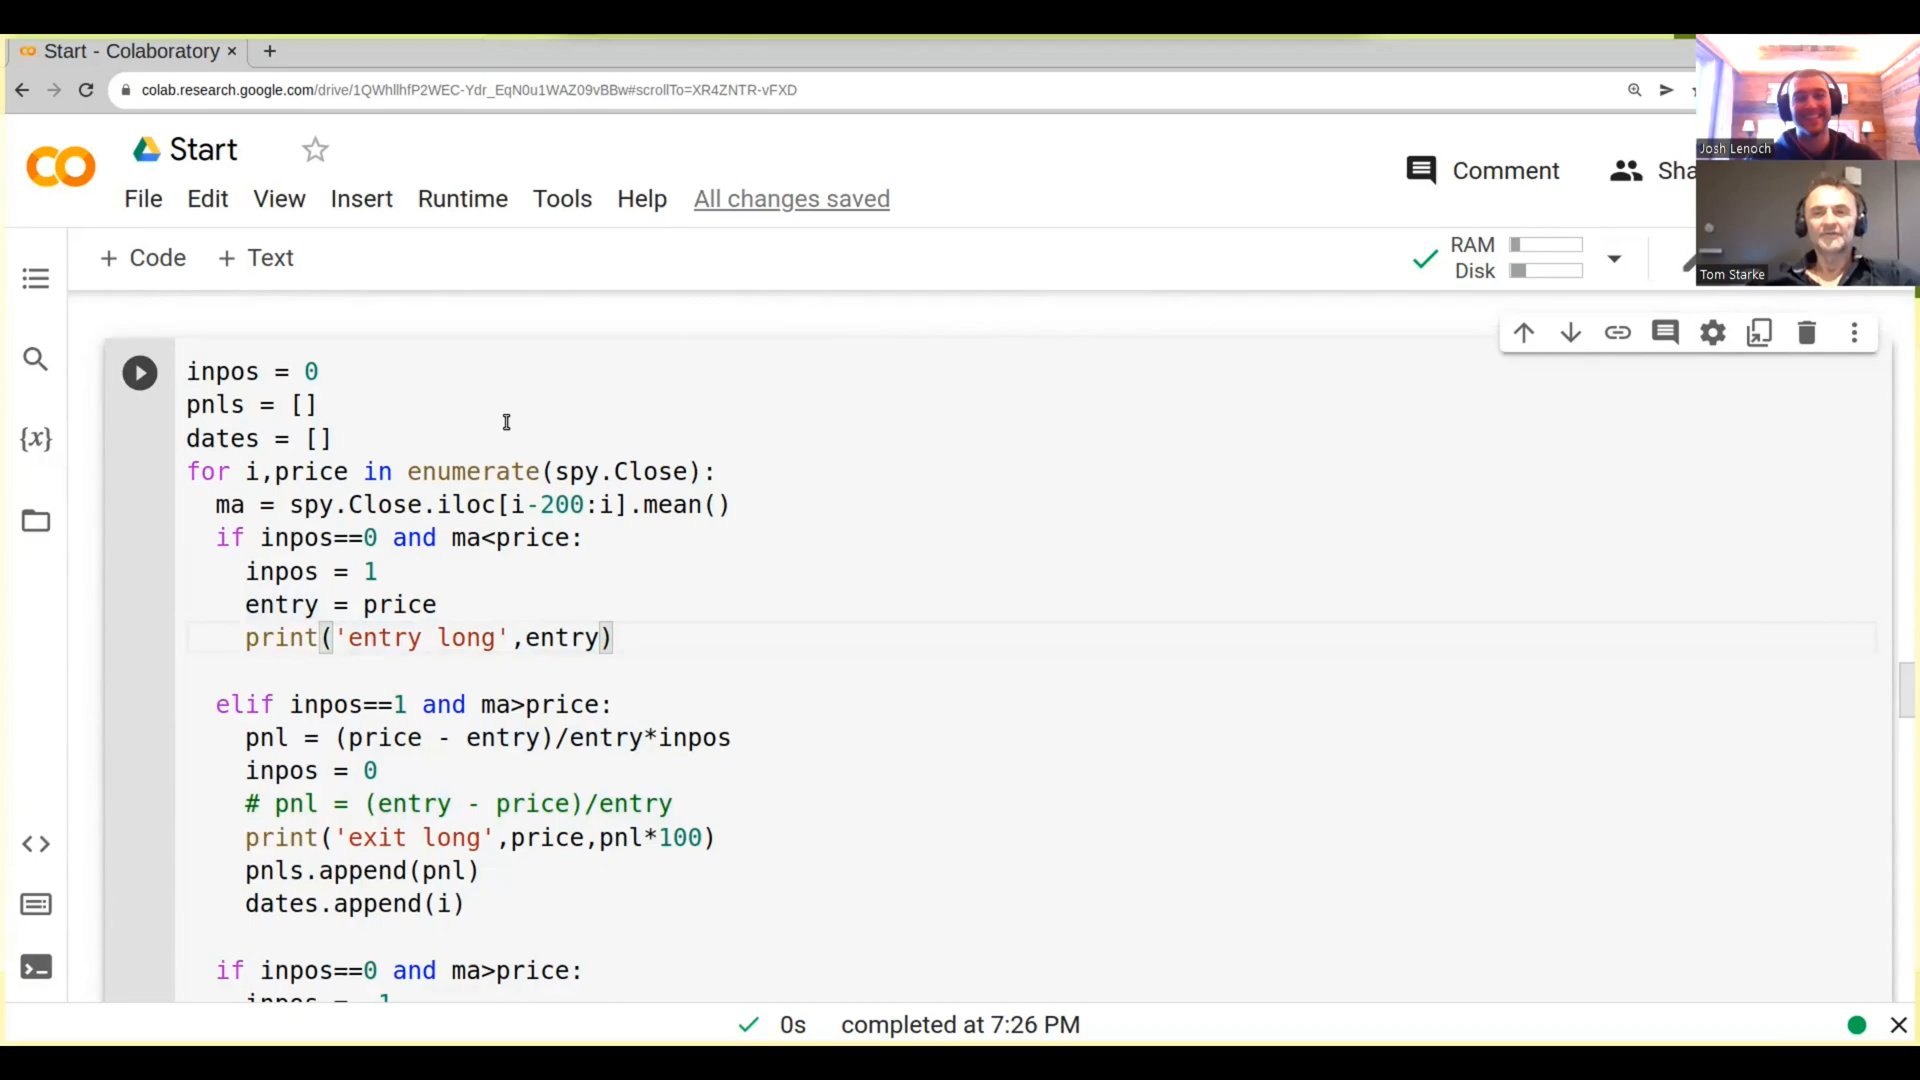 Start - Colaboratory
colab.research.google.com/drive/1QWhllhfP2WEC-Ydr_EqN0u1WAZ09vBBw#scrollTo=XR4ZNTR-vFXD
Josh Lenoch
Tom Starke
Start
File Edit View Insert Runtime Tools Help All changes saved
Comment
Sha
+ Code + Text
RAM
Disk
{x}
inpos = 0
pnls = []
dates = []
for i,price in enumerate(spy.Close):
  ma = spy.Close.iloc[i-200:i].mean()
  if inpos==0 and ma<price:
    inpos = 1
    entry = price
    print('entry long',entry)
  elif inpos==1 and ma>price:
    pnl = (price - entry)/entry*inpos
    inpos = 0
    # pnl = (entry - price)/entry
    print('exit long',price,pnl*100)
    pnls.append(pnl)
    dates.append(i)
  if inpos==0 and ma>price:
0s completed at 7:26 PM